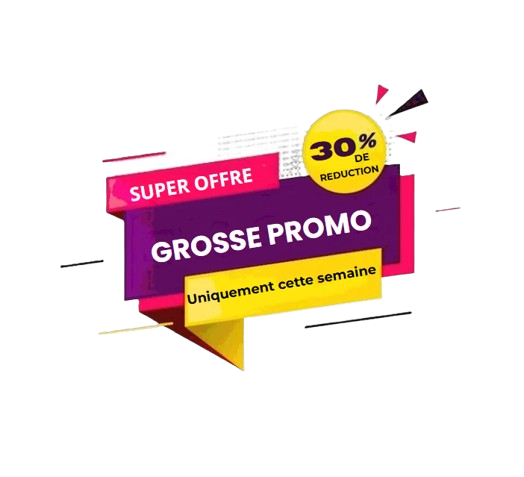 SUPER OFFRE
30%
DE
REDUCTION
GROSSE PROMO
Uniquement cette semaine